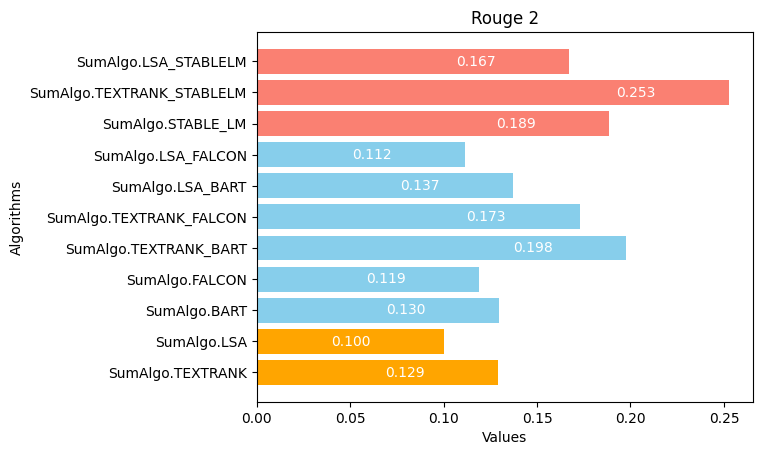 Rouge 2
Algorithms
SumAlgo.LSA_STABLELM
0.167
SumAlgo.TEXTRANK_STABLELM
0.253
SumAlgo.STABLE_LM
0.189
SumAlgo.LSA_FALCON
0.112
SumAlgo.LSA_BART
0.137
SumAlgo.TEXTRANK_FALCON
0.173
SumAlgo.TEXTRANK_BART
0.198
SumAlgo.FALCON
0.119
SumAlgo.BART
0.130
SumAlgo.LSA
0.100
SumAlgo.TEXTRANK
0.129
0.00 0.05 0.10 0.15 0.20 0.25
Values